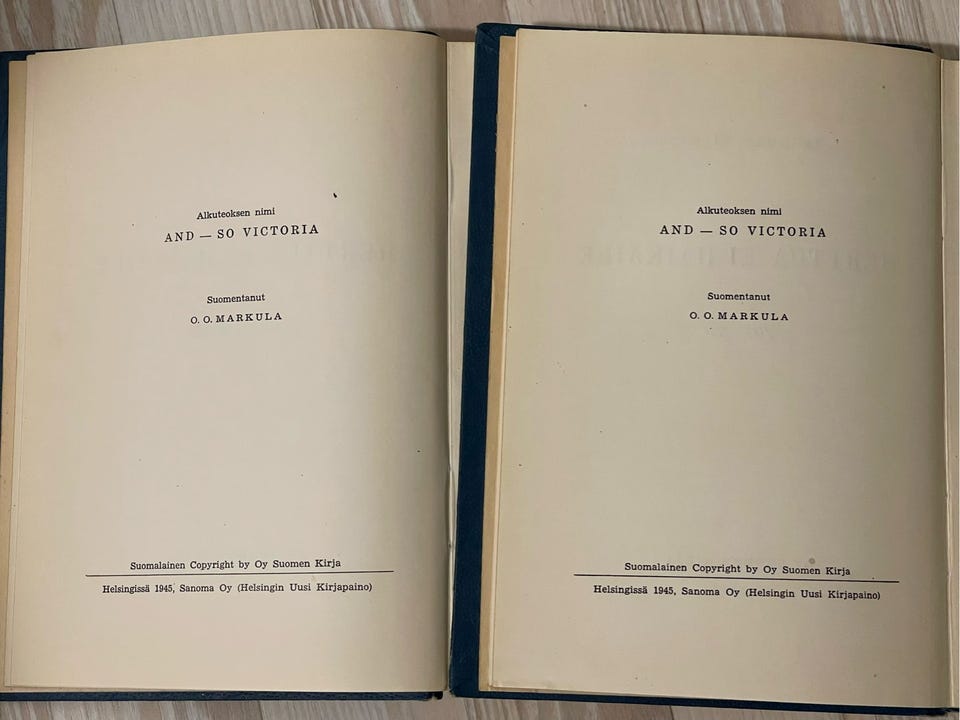 Alkuteoksen nimi
AND — SO VICTORIA
Suomentanut
O. O. MARKULA
Suomalainen Copyright by Oy Suomen Kirja
Helsingissä 1945, Sanoma Oy (Helsingin Uusi Kirjapaino)
Alkuteoksen nimi
AND — SO VICTORIA
Suomentanut
O. O. MARKULA
Suomalainen Copyright by Oy Suomen Kirja
Helsingissä 1945, Sanoma Oy (Helsingin Uusi Kirjapaino)